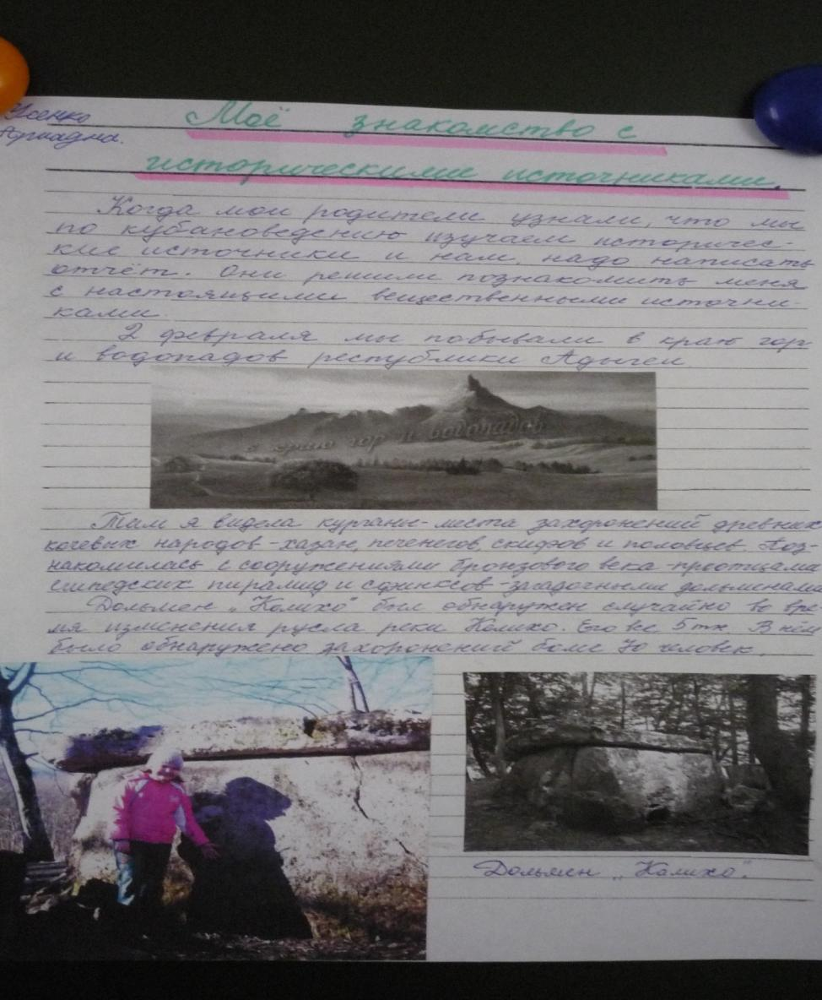 Ариадна.
Моё знакомство с
историческими источниками.
Когда мои родители узнали, что мы
по кубановедению изучаем историчес-
кие источники и нам надо написать
отчёт. Они решили познакомить меня
с настоящими вещественными источни-
ками.
2 февраля мы побывали в краю гор
и водопадов республики Адыгеи.
в краю гор и водопадов
Там я видела курганы-места захоронений древних
кочевых народов-хазар, печенегов, скифов и половцев. Поз-
накомилась с сооружениями бронзового века-праотцами
египедских пирамид и сфинксов-загадочными дольменами
Дольмен „Колихо" был обнаружен случайно во вре-
мя изменения русла реки Колихо. Его вес 5 тн. В нём
было обнаружено захоронений боле 70 человек.
Дольмен „Колихо".